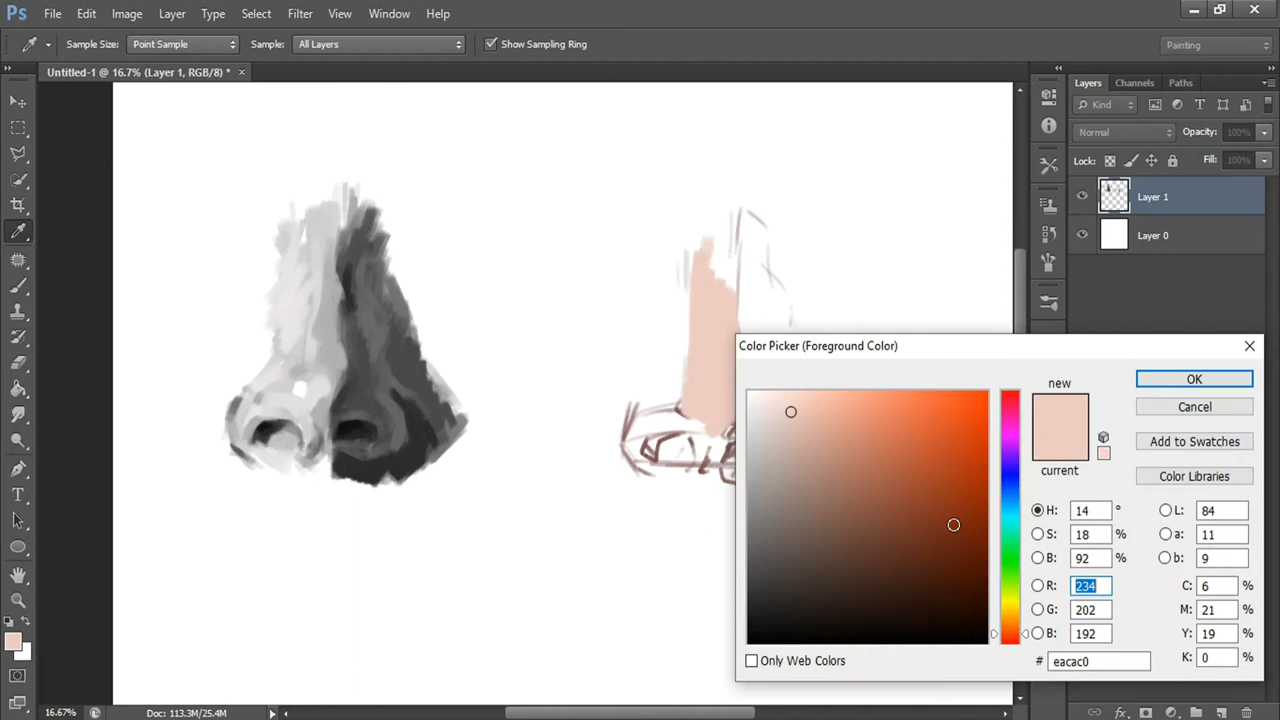 Ps File Edit Image Layer Type Select Filter View Window Help
Sample Size: Point Sample Sample: All Layers Show Sampling Ring Painting
Untitled-1 @ 16.7% (Layer 1, RGB/8) * ×
Layers Channels Paths
Kind
Normal Opacity: 100%
Lock: Fill: 100%
Layer 1
Layer 0
Color Picker (Foreground Color)
new
current
OK
Cancel
Add to Swatches
Color Libraries
H: 14 ° L: 84
S: 18 % a: 11
B: 92 % b: 9
R: 234 C: 6 %
G: 202 M: 21 %
B: 192 Y: 19 %
# eacac0 K: 0 %
Only Web Colors
16.67% Doc: 113.3M/25.4M